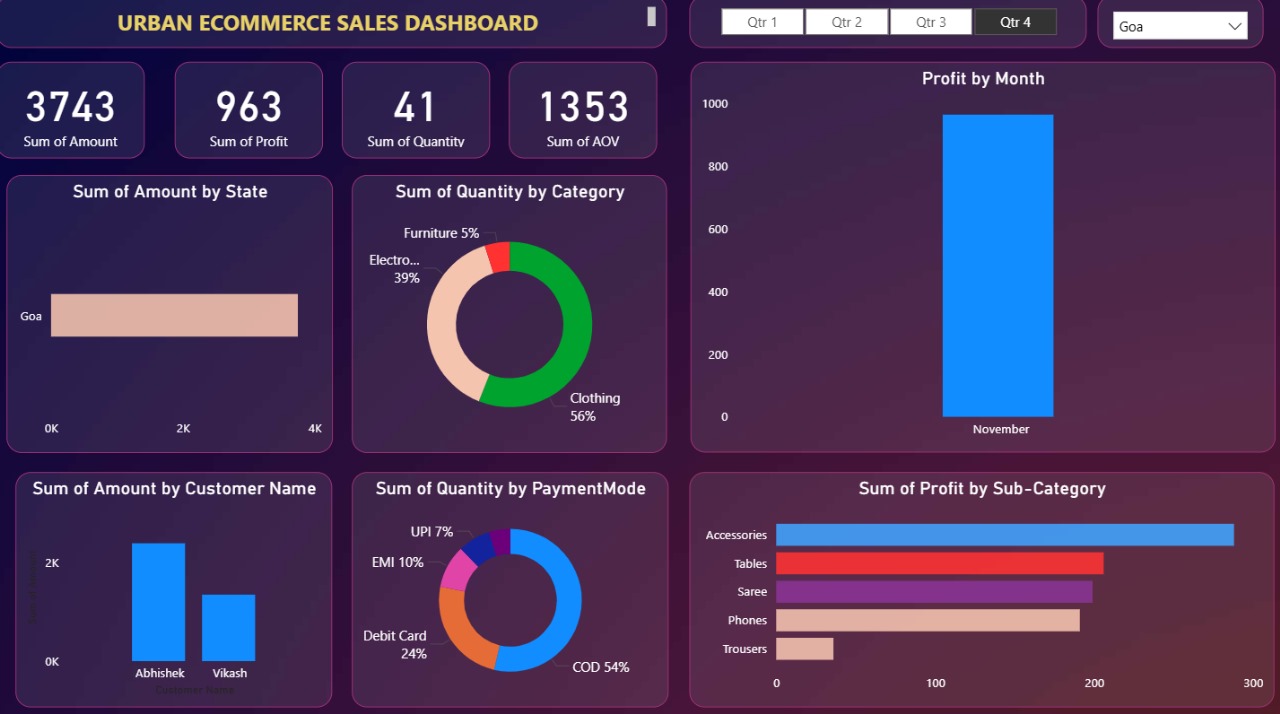 URBAN ECOMMERCE SALES DASHBOARD
Qtr 1
Qtr 2
Qtr 3
Qtr 4
Goa
3743
Sum of Amount
963
Sum of Profit
41
Sum of Quantity
1353
Sum of AOV
Profit by Month
1000
800
600
400
200
0
November
Sum of Amount by State
Goa
0K
2K
4K
Sum of Quantity by Category
Furniture 5%
Electro...
39%
Clothing
56%
Sum of Amount by Customer Name
2K
0K
Abhishek
Vikash
Customer Name
Sum of Quantity by PaymentMode
UPI 7%
EMI 10%
Debit Card
24%
COD 54%
Sum of Profit by Sub-Category
Accessories
Tables
Saree
Phones
Trousers
0
100
200
300